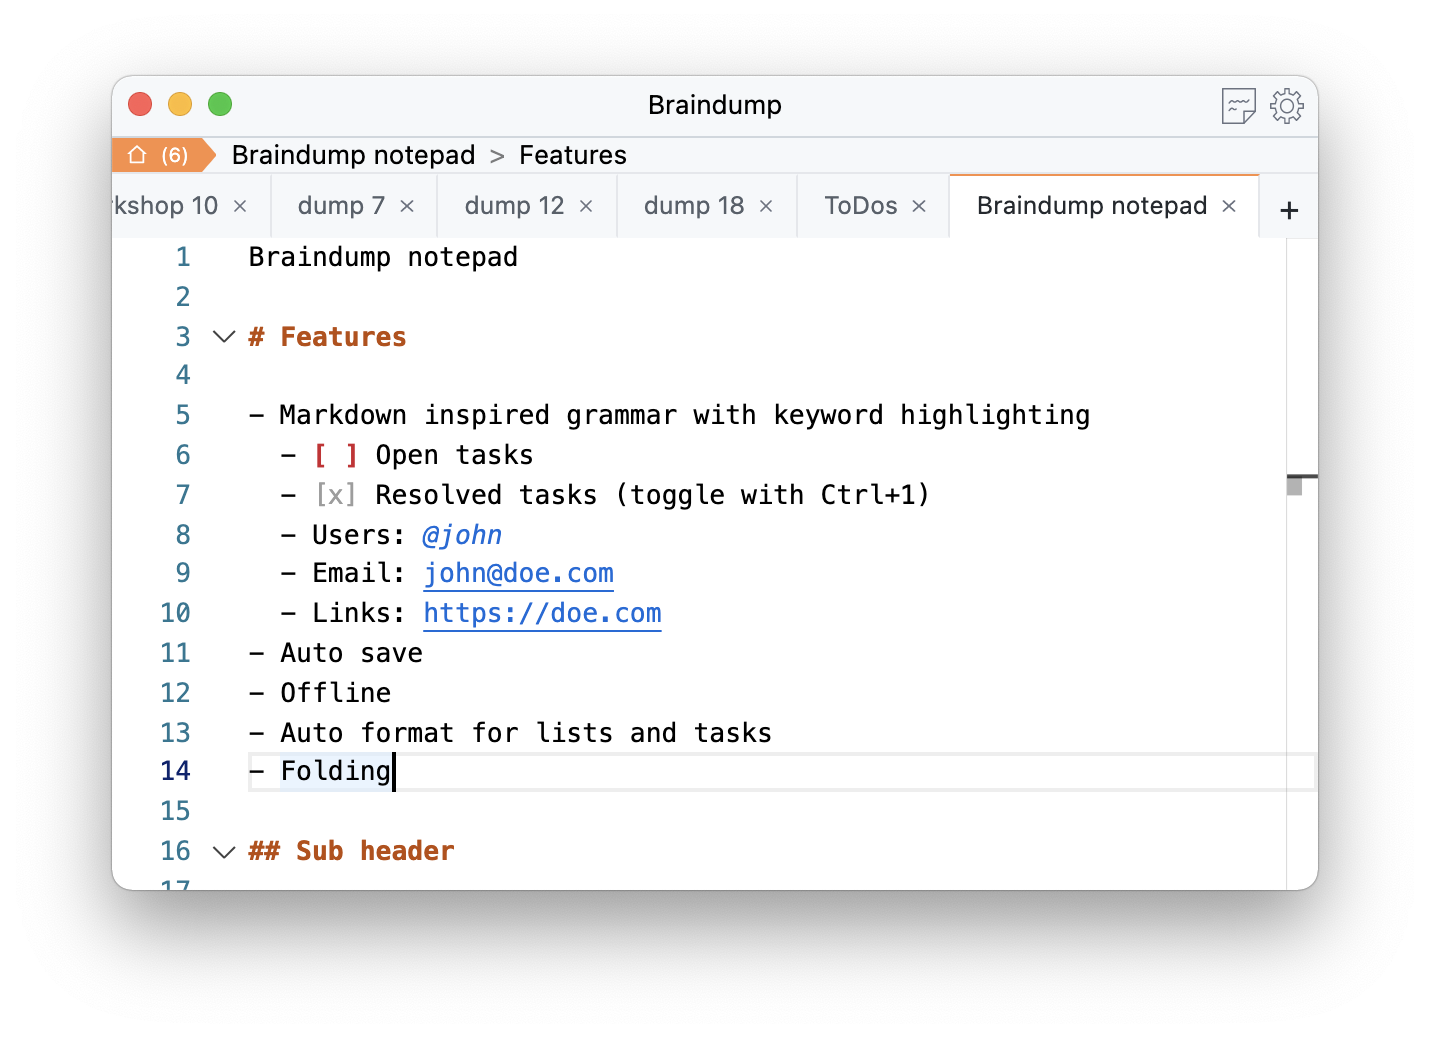 Braindump
(6) Braindump notepad > Features
kshop 10 × dump 7 × dump 12 × dump 18 × ToDos × Braindump notepad × +
1 Braindump notepad
2
3 # Features
4
5 - Markdown inspired grammar with keyword highlighting
6 - [ ] Open tasks
7 - [x] Resolved tasks (toggle with Ctrl+1)
8 - Users: @john
9 - Email: john@doe.com
10 - Links: https://doe.com
11 - Auto save
12 - Offline
13 - Auto format for lists and tasks
14 - Folding
15
16 ## Sub header
17